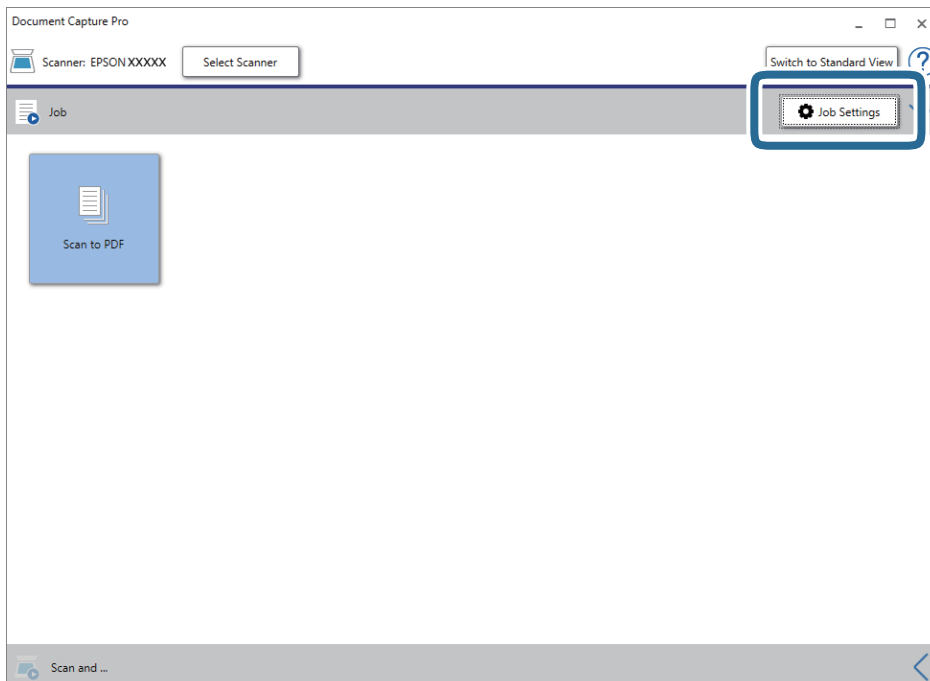 Document Capture Pro
Scanner: EPSON XXXXX
Select Scanner
Switch to Standard View
?
Job
Job Settings
Scan to PDF
Scan and ...